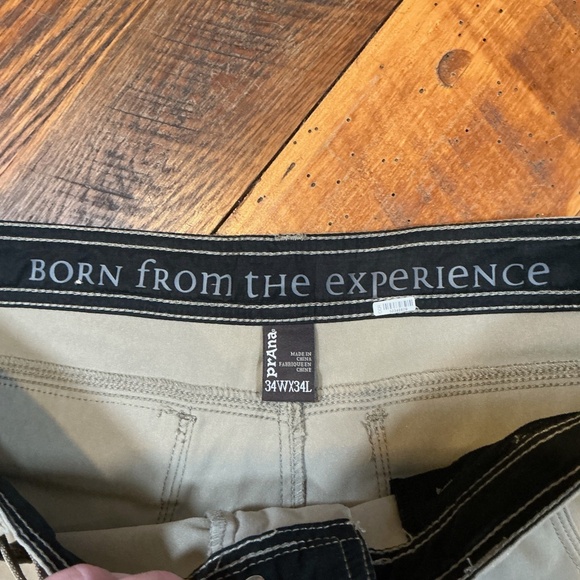 BORN from the experience
prAna
MADE IN
CHINA
FABRIQUÉ EN
CHINE
34WX34L